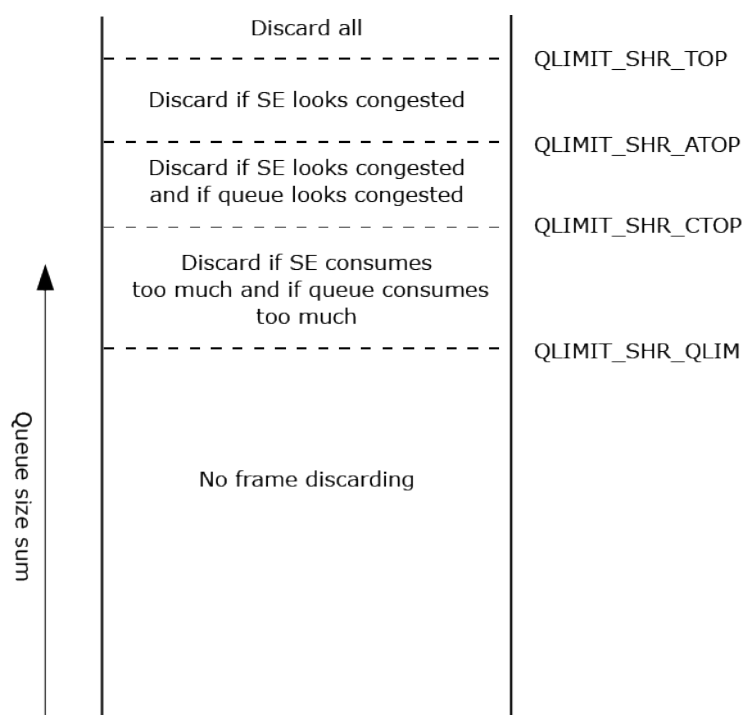 Discard all
QLIMIT_SHR_TOP
Discard if SE looks congested
QLIMIT_SHR_ATOP
Discard if SE looks congested
and if queue looks congested
QLIMIT_SHR_CTOP
Discard if SE consumes
too much and if queue consumes
too much
QLIMIT_SHR_QLIM
Queue size sum
No frame discarding